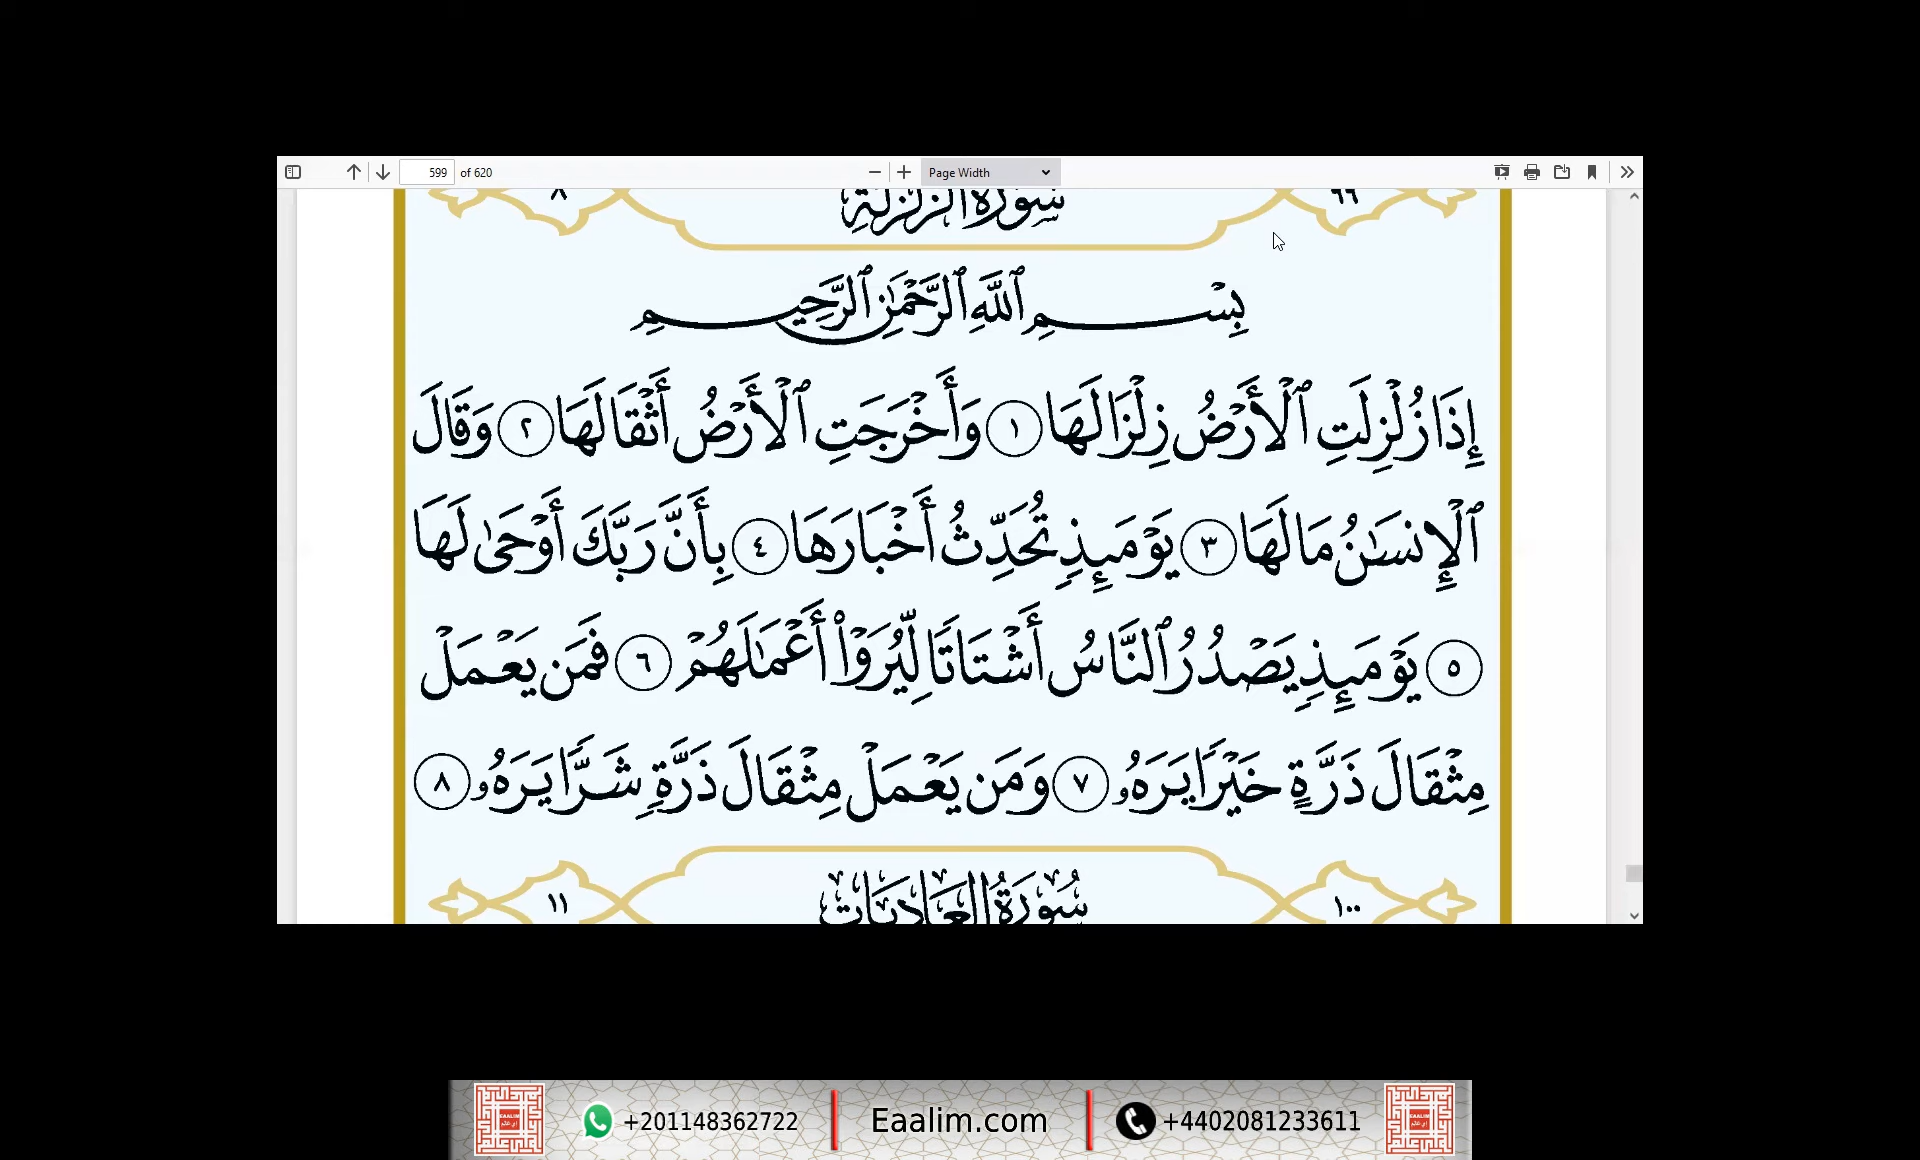 599 of 620 Page Width
٩٩ سُورَةُ الزَّلْزَلَةِ ٨
بِسْمِ ٱللَّهِ ٱلرَّحْمَٰنِ ٱلرَّحِيمِ
إِذَا زُلْزِلَتِ ٱلْأَرْضُ زِلْزَالَهَا ١ وَأَخْرَجَتِ ٱلْأَرْضُ أَثْقَالَهَا ٢ وَقَالَ
ٱلْإِنسَٰنُ مَا لَهَا ٣ يَوْمَئِذٍ تُحَدِّثُ أَخْبَارَهَا ٤ بِأَنَّ رَبَّكَ أَوْحَىٰ لَهَا
٥ يَوْمَئِذٍ يَصْدُرُ ٱلنَّاسُ أَشْتَاتًا لِّيُرَوْا۟ أَعْمَٰلَهُمْ ٦ فَمَن يَعْمَلْ
مِثْقَالَ ذَرَّةٍ خَيْرًا يَرَهُۥ ٧ وَمَن يَعْمَلْ مِثْقَالَ ذَرَّةٍ شَرًّا يَرَهُۥ ٨
١٠٠ سُورَةُ العَادِيَاتِ ١١
+201148362722 Eaalim.com +4402081233611